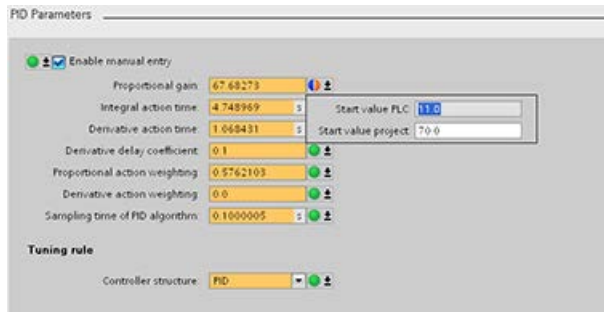 PID Parameters
Enable manual entry
Proportional gain: 67.68273
Integral action time: 4.748969 s
Start value PLC: 11.0
Derivative action time: 1.068431 s
Start value project: 70.0
Derivative delay coefficient: 0.1
Proportional action weighting: 0.5762103
Derivative action weighting: 0.0
Sampling time of PID algorithm: 0.1000005 s
Tuning rule
Controller structure: PID